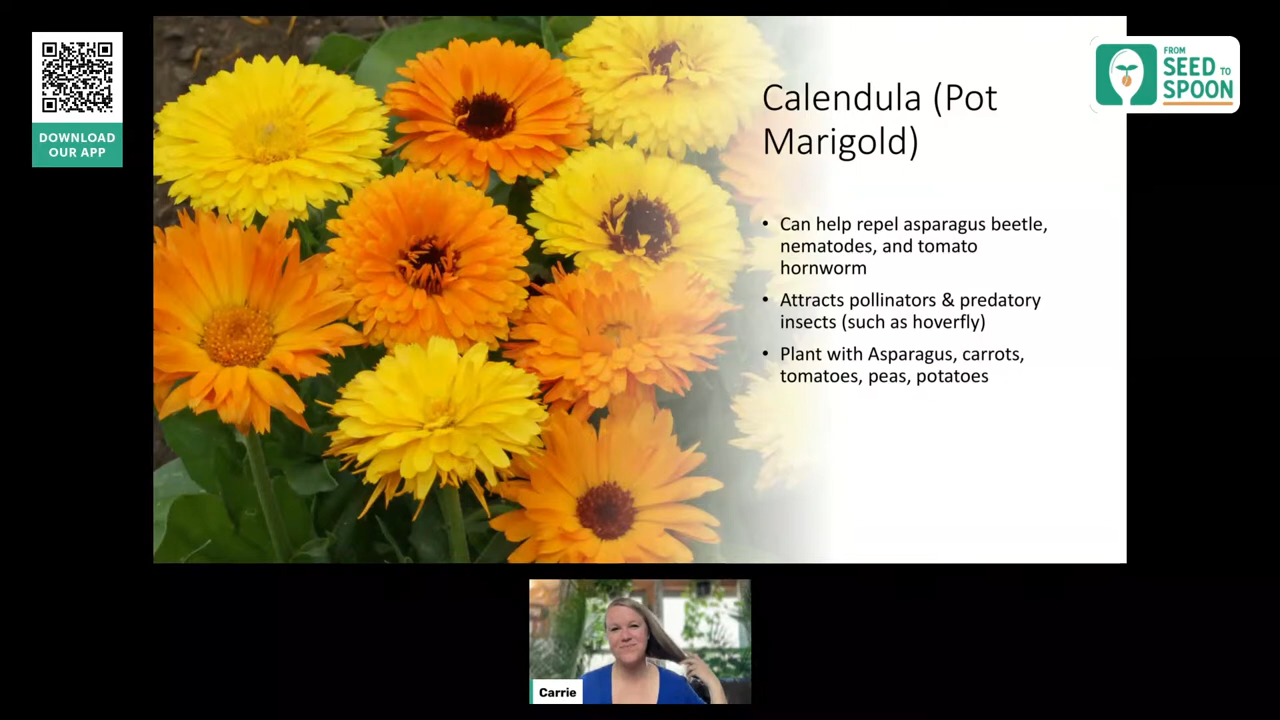 DOWNLOAD
OUR APP
FROM
SEED TO
SPOON
Calendula (Pot
Marigold)
• Can help repel asparagus beetle,
nematodes, and tomato
hornworm
• Attracts pollinators & predatory
insects (such as hoverfly)
• Plant with Asparagus, carrots,
tomatoes, peas, potatoes
Carrie